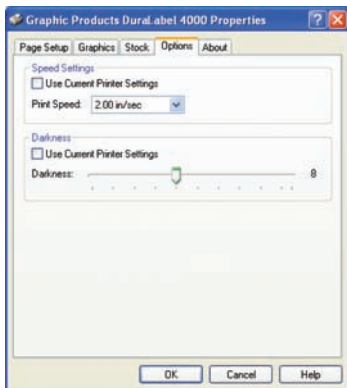 Graphic Products DuraLabel 4000 Properties
Page Setup Graphics Stock Options About
Speed Settings
Use Current Printer Settings
Print Speed: 2.00 in/sec
Darkness
Use Current Printer Settings
Darkness: 8
OK Cancel Help